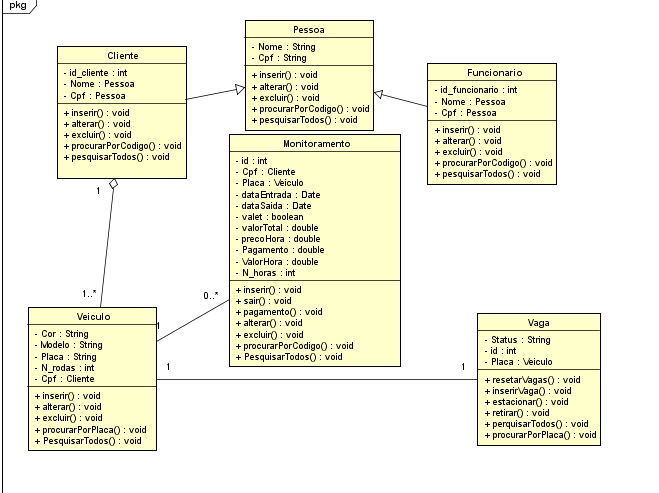 pkg
Pessoa
- Nome : String
- Cpf : String
+ inserir() : void
+ alterar() : void
+ excluir() : void
+ procurarPorCodigo() : void
+ pesquisarTodos() : void
Cliente
- id_cliente : int
- Nome : Pessoa
- Cpf : Pessoa
+ inserir() : void
+ alterar() : void
+ excluir() : void
+ procurarPorCodigo() : void
+ pesquisarTodos() : void
Funcionario
- id_funcionario : int
- Nome : Pessoa
- Cpf : Pessoa
+ inserir() : void
+ alterar() : void
+ excluir() : void
+ procurarPorCodigo() : void
+ pesquisarTodos() : void
Monitoramento
- id : int
- Cpf : Cliente
- Placa : Veiculo
- dataEntrada : Date
- dataSaida : Date
- valet : boolean
- valorTotal : double
- precoHora : double
- Pagamento : double
- ValorHora : double
- N_horas : int
+ inserir() : void
+ sair() : void
+ pagamento() : void
+ alterar() : void
+ excluir() : void
+ procurarPorCodigo() : void
+ PesquisarTodos() : void
1
1..*
0..*
1
1
1
Veiculo
- Cor : String
- Modelo : String
- Placa : String
- N_rodas : int
- Cpf : Cliente
+ inserir() : void
+ alterar() : void
+ excluir() : void
+ procurarPorPlaca() : void
+ PesquisarTodos() : void
Vaga
- Status : String
- id : int
- Placa : Veiculo
+ resetarVagas() : void
+ inserirVaga() : void
+ estacionar() : void
+ retirar() : void
+ perquisarTodos() : void
+ procurarPorPlaca() : void